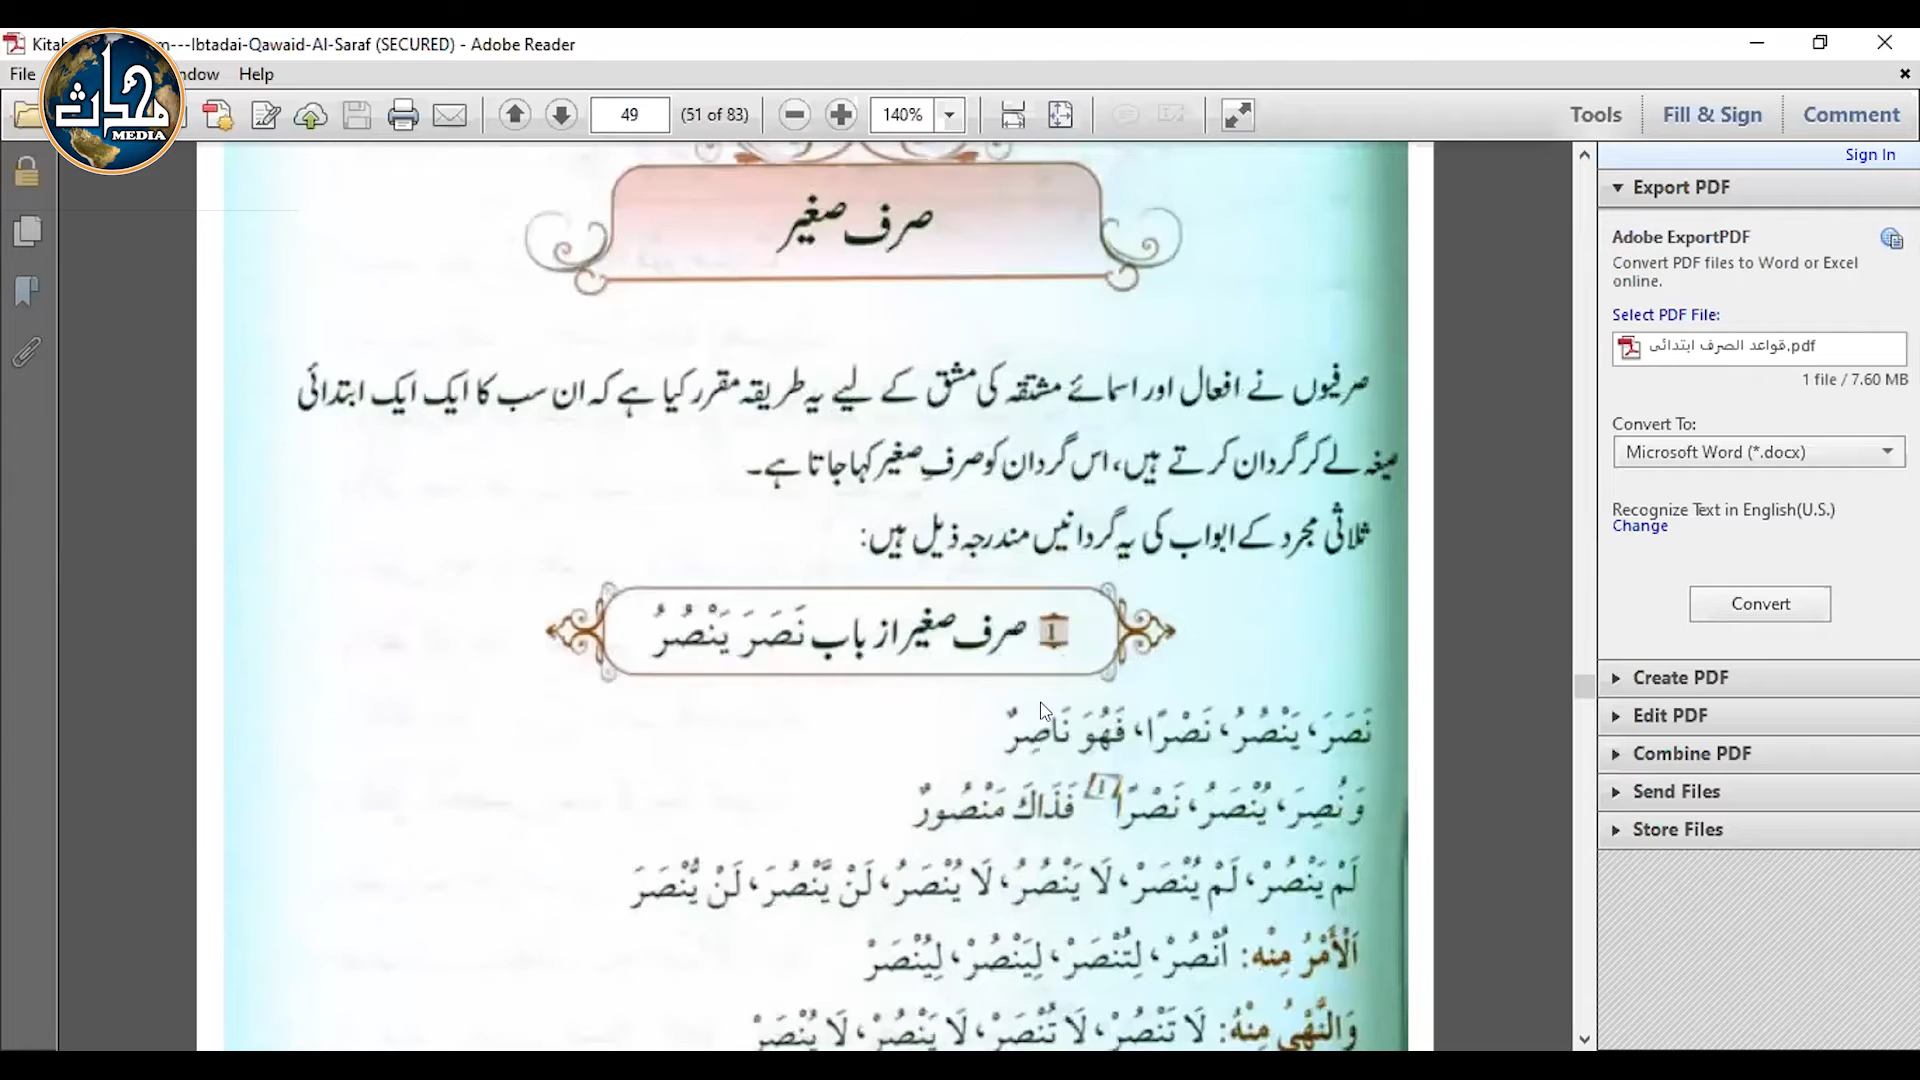 Kitab m---Ibtadai-Qawaid-Al-Saraf (SECURED) - Adobe Reader
File ndow Help
محدث
MEDIA
49 (51 of 83) 140% Tools Fill & Sign Comment
Sign In
Export PDF
Adobe ExportPDF
Convert PDF files to Word or Excel
online.
Select PDF File:
قواعد الصرف ابتدائی.pdf
1 file / 7.60 MB
Convert To:
Microsoft Word (*.docx)
Recognize Text in English(U.S.)
Change
Convert
Create PDF
Edit PDF
Combine PDF
Send Files
Store Files
صرف صغیر
صرفیوں نے افعال اور اسمائے مشتقہ کی مشق کے لیے یہ طریقہ مقرر کیا ہے کہ ان سب کا ایک ایک ابتدائی
صیغہ لے کر گردان کرتے ہیں، اس گردان کو صرفِ صغیر کہا جاتا ہے۔
ثلاثی مجرد کے ابواب کی یہ گردانیں مندرجہ ذیل ہیں:
1 صرف صغیر از باب نَصَرَ يَنْصُرُ
نَصَرَ، يَنْصُرُ، نَصْرًا، فَهُوَ نَاصِرٌ
وَ نُصِرَ، يُنْصَرُ، نَصْرًا 1 فَذَاكَ مَنْصُورٌ
لَمْ يَنْصُرْ، لَمْ يُنْصَرْ، لَا يَنْصُرُ، لَا يُنْصَرُ، لَنْ يَّنْصُرَ، لَنْ يُّنْصَرَ
اَلْأَمْرُ مِنْه: اُنْصُرْ، لِتُنْصَرْ، لِيَنْصُرْ، لِيُنْصَرْ
وَالنَّهْيُ مِنْهُ: لَا تَنْصُرْ، لَا تُنْصَرْ، لَا يَنْصُرْ، لَا يُنْصَرْ